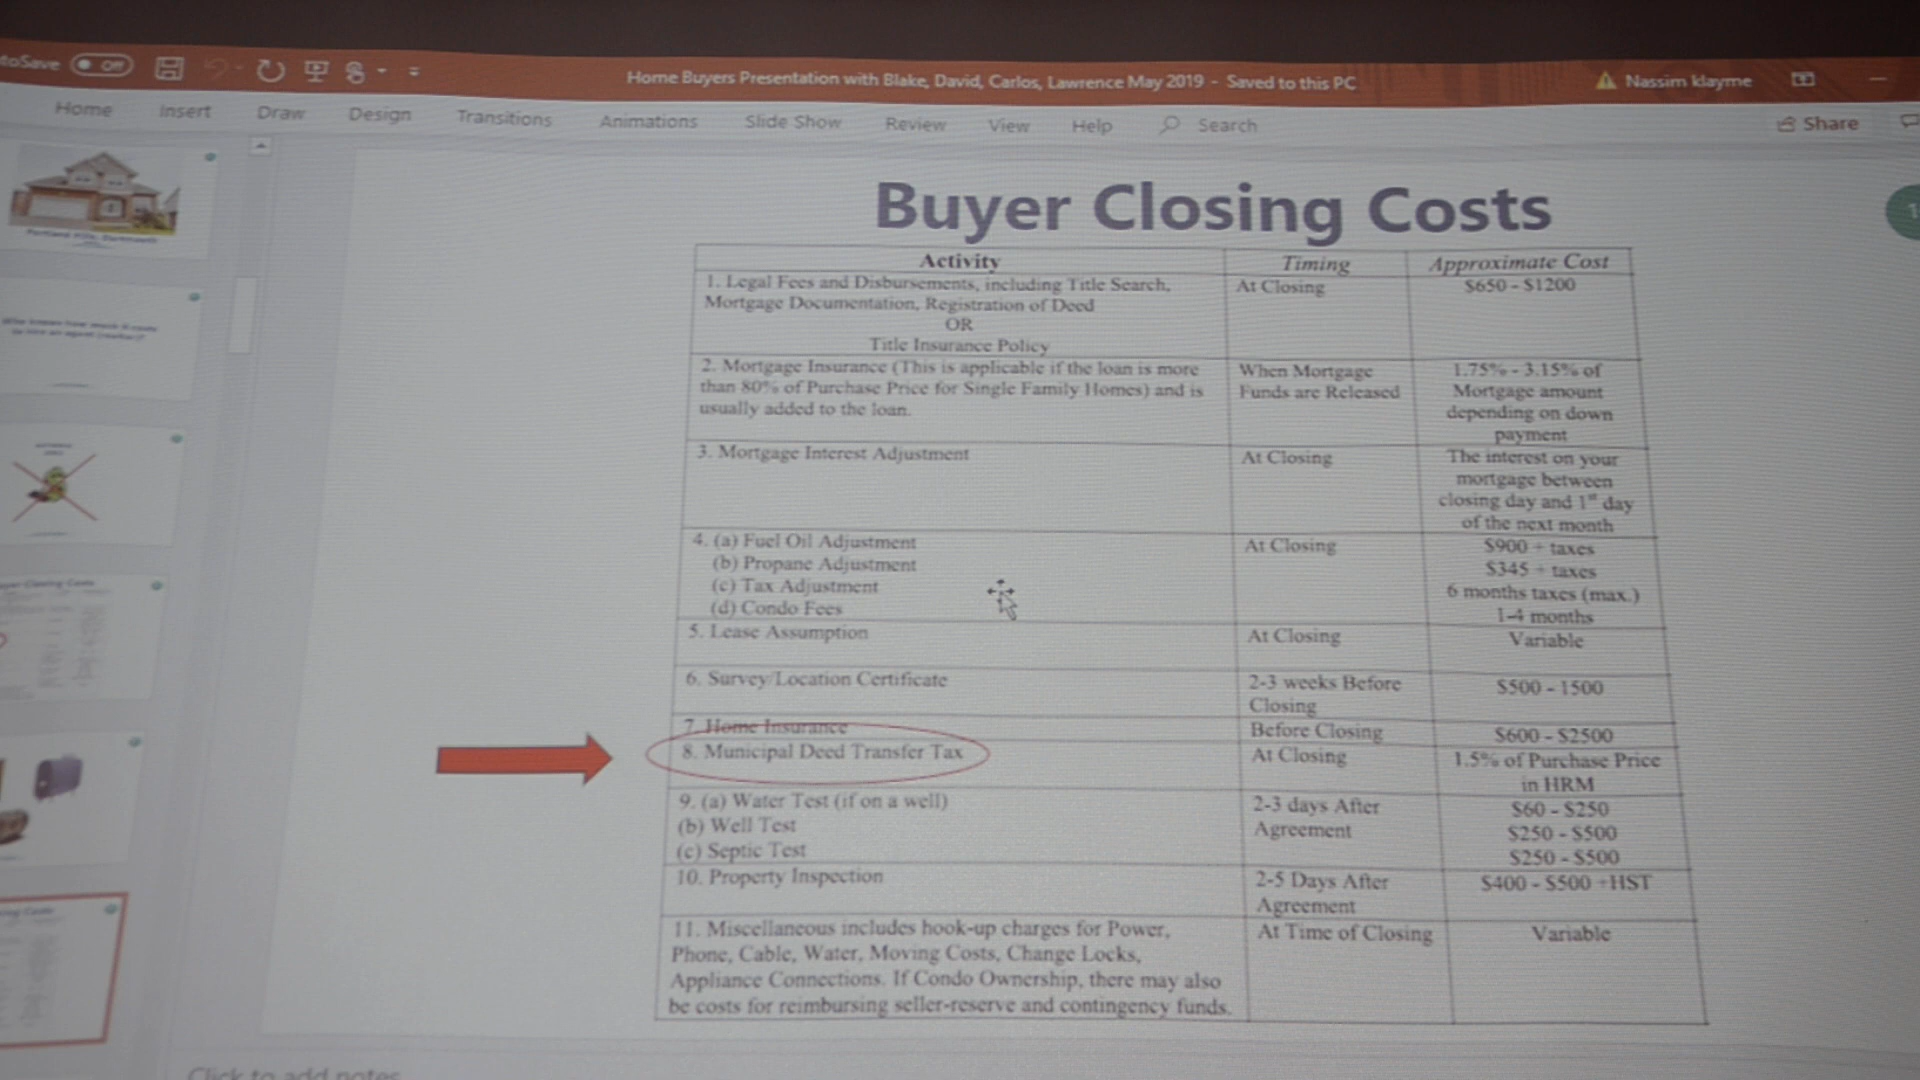 toSave Off
Home Buyers Presentation with Blake, David, Carlos, Lawrence May 2019 - Saved to this PC
Nassim klayme
Home Insert Draw Design Transitions Animations Slide Show Review View Help Search
Share
Buyer Closing Costs
1
Activity Timing Approximate Cost
1. Legal Fees and Disbursements, including Title Search, At Closing $650 - $1200
Mortgage Documentation, Registration of Deed
OR
Title Insurance Policy
2. Mortgage Insurance (This is applicable if the loan is more When Mortgage 1.75% - 3.15% of
than 80% of Purchase Price for Single Family Homes) and is Funds are Released Mortgage amount
usually added to the loan. depending on down
payment
3. Mortgage Interest Adjustment At Closing The interest on your
mortgage between
closing day and 1st day
of the next month
4. (a) Fuel Oil Adjustment At Closing $900 + taxes
(b) Propane Adjustment $345 + taxes
(c) Tax Adjustment 6 months taxes (max.)
(d) Condo Fees 1-4 months
5. Lease Assumption At Closing Variable
6. Survey/Location Certificate 2-3 weeks Before $500 - 1500
Closing
7. Home Insurance Before Closing $600 - $2500
8. Municipal Deed Transfer Tax At Closing 1.5% of Purchase Price
in HRM
9. (a) Water Test (if on a well) 2-3 days After $60 - $250
(b) Well Test Agreement $250 - $500
(c) Septic Test $250 - $500
10. Property Inspection 2-5 Days After $400 - $500 +HST
Agreement
11. Miscellaneous includes hook-up charges for Power, At Time of Closing Variable
Phone, Cable, Water, Moving Costs, Change Locks,
Appliance Connections. If Condo Ownership, there may also
be costs for reimbursing seller-reserve and contingency funds.
Click to add notes